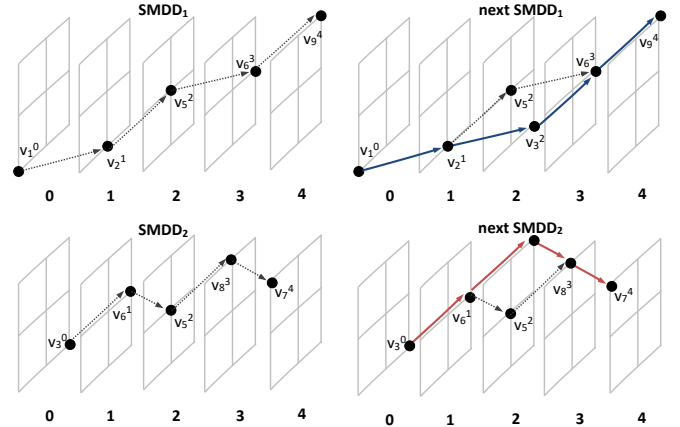 SMDD₁
next SMDD₁
v₉⁴
v₉⁴
v₆³
v₆³
v₅²
v₅²
v₁⁰
v₂¹
v₁⁰
v₂¹
v₃²
0 1 2 3 4
0 1 2 3 4
SMDD₂
next SMDD₂
v₈³
v₇⁴
v₈³
v₇⁴
v₆¹
v₅²
v₆¹
v₅²
v₃⁰
v₃⁰
0 1 2 3 4
0 1 2 3 4